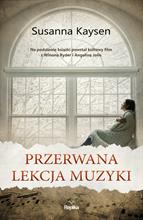 Susanna Kaysen
Na podstawie książki powstał kultowy film
z Winoną Ryder i Angeliną Jolie
PRZERWANA
LEKCJA MUZYKI
Replika